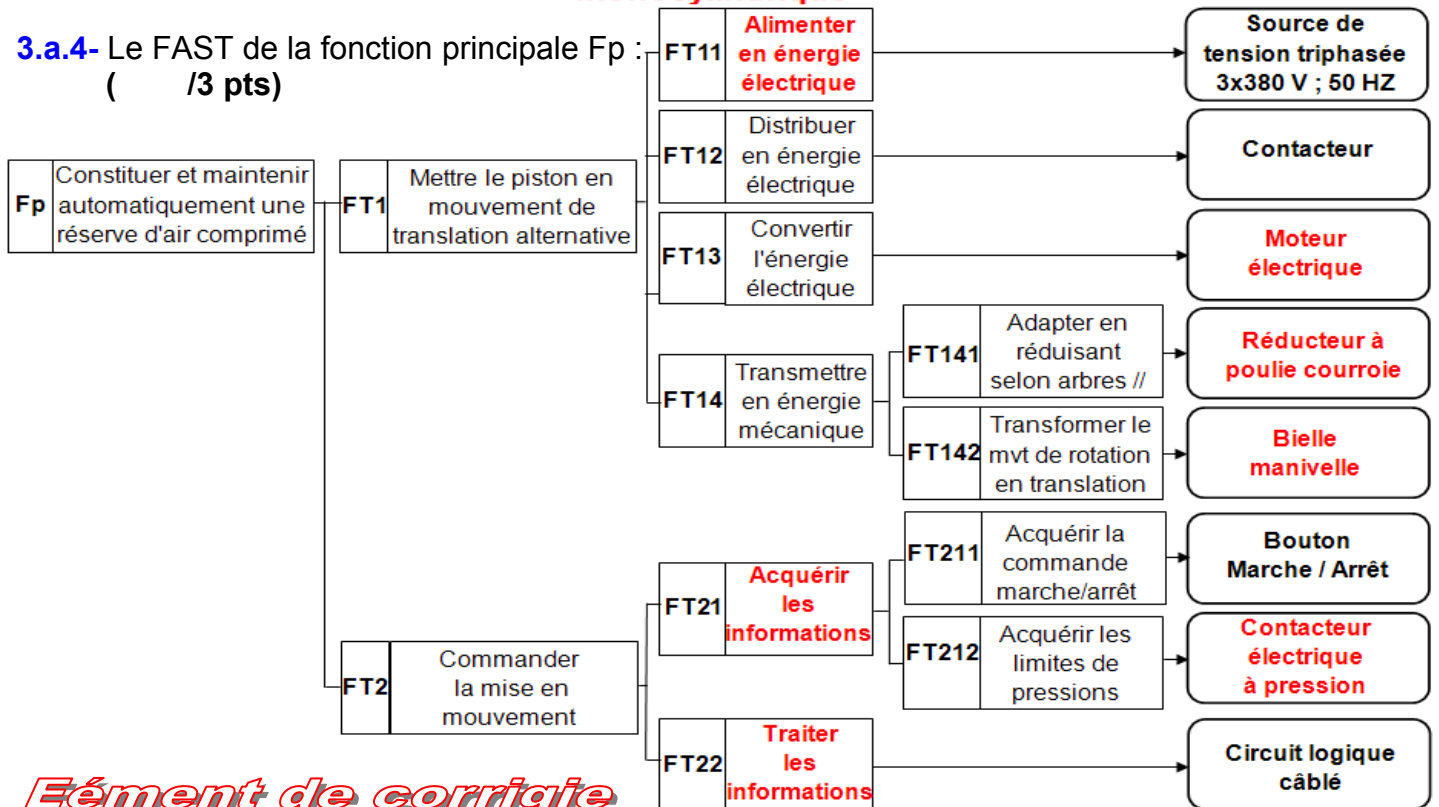 3.a.4- Le FAST de la fonction principale Fp :
( /3 pts)
Fp
Constituer et maintenir
automatiquement une
réserve d'air comprimé
FT1
Mettre le piston en
mouvement de
translation alternative
FT11
Alimenter
en énergie
électrique
Source de
tension triphasée
3x380 V ; 50 HZ
FT12
Distribuer
en énergie
électrique
Contacteur
FT13
Convertir
l'énergie
électrique
Moteur
électrique
FT14
Transmettre
en énergie
mécanique
FT141
Adapter en
réduisant
selon arbres //
Réducteur à
poulie courroie
FT142
Transformer le
mvt de rotation
en translation
Bielle
manivelle
FT2
Commander
la mise en
mouvement
FT21
Acquérir
les
informations
FT211
Acquérir la
commande
marche/arrêt
Bouton
Marche / Arrêt
FT212
Acquérir les
limites de
pressions
Contacteur
électrique
à pression
FT22
Traiter
les
informations
Circuit logique
câblé
Eément de corrigie